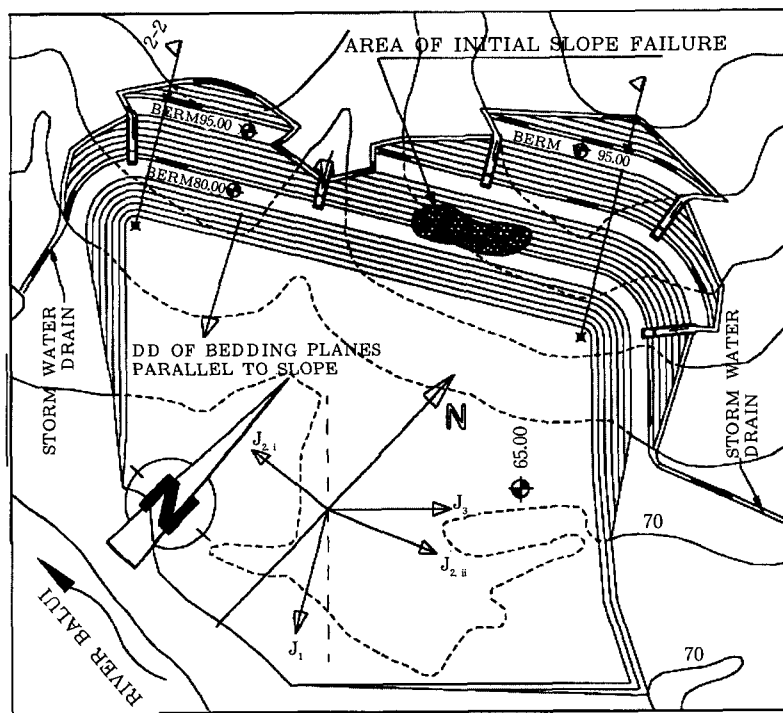 2-2
AREA OF INITIAL SLOPE FAILURE
BERM95.00
BERM 95.00
BERM80.00
DD OF BEDDING PLANES
PARALLEL TO SLOPE
STORM WATER
DRAIN
STORM WATER
DRAIN
N
J2,i
65.00
N
J3
70
J2,ii
J1
RIVER BALUI
70